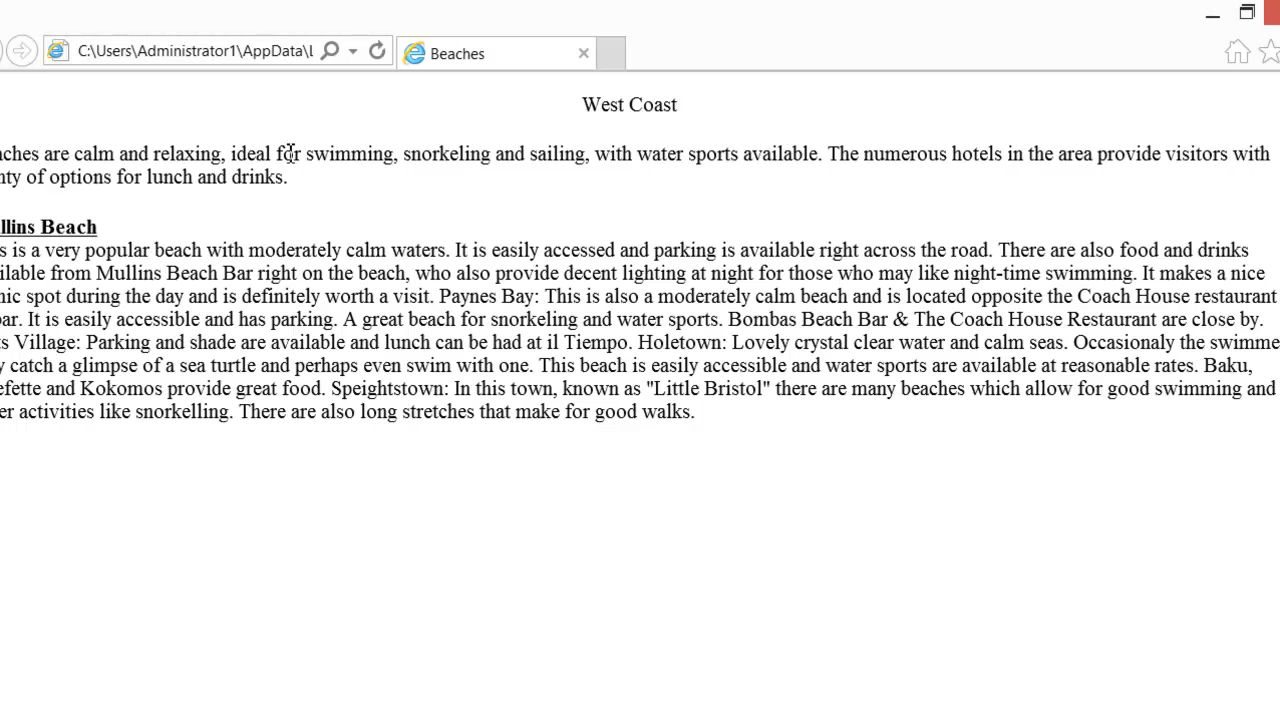 C:\Users\Administrator1\AppData\L
Beaches
West Coast
are calm and relaxing, ideal for swimming, snorkeling and sailing, with water sports available. The numerous hotels in the area provide visitors with
of options for lunch and drinks.
Beach
is a very popular beach with moderately calm waters. It is easily accessed and parking is available right across the road. There are also food and drinks
from Mullins Beach Bar right on the beach, who also provide decent lighting at night for those who may like night-time swimming. It makes a nice
spot during the day and is definitely worth a visit. Paynes Bay: This is also a moderately calm beach and is located opposite the Coach House restaurant
bar. It is easily accessible and has parking. A great beach for snorkeling and water sports. Bombas Beach Bar & The Coach House Restaurant are close by.
Village: Parking and shade are available and lunch can be had at il Tiempo. Holetown: Lovely crystal clear water and calm seas. Occasionaly the swimme
catch a glimpse of a sea turtle and perhaps even swim with one. This beach is easily accessible and water sports are available at reasonable rates. Baku,
and Kokomos provide great food. Speightstown: In this town, known as "Little Bristol" there are many beaches which allow for good swimming and
activities like snorkelling. There are also long stretches that make for good walks.